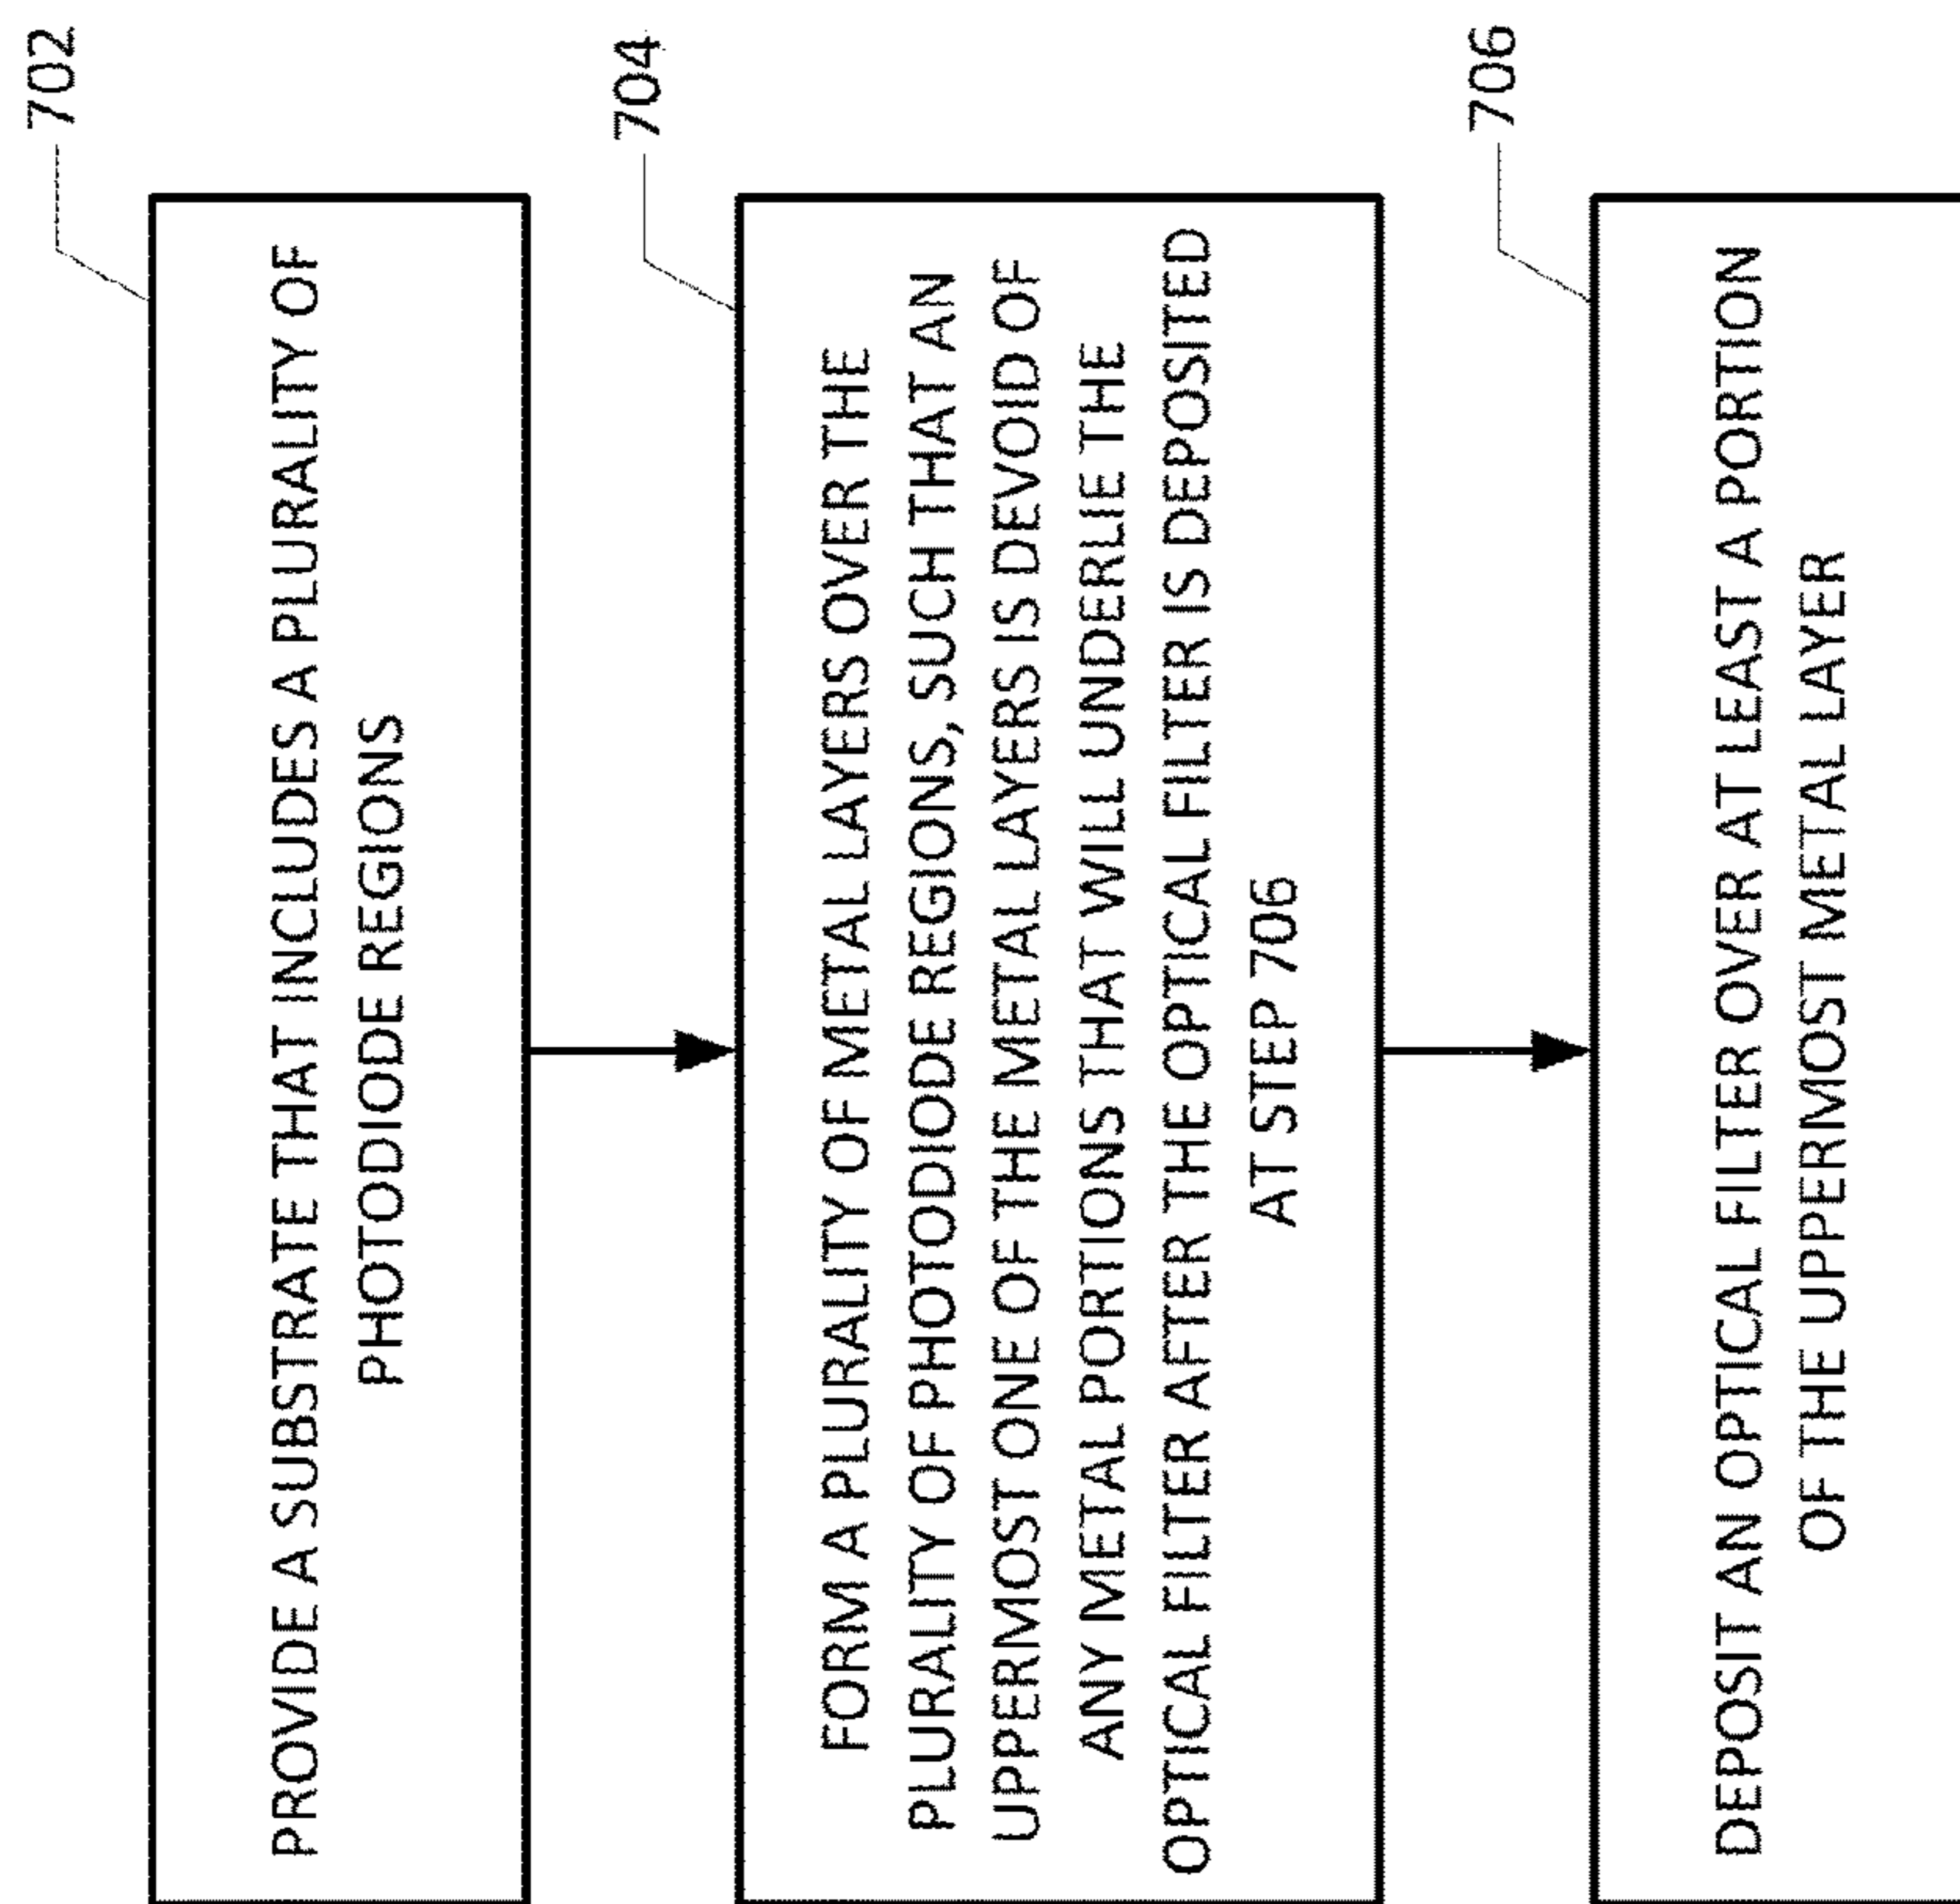 702
PROVIDE A SUBSTRATE THAT INCLUDES A PLURALITY OF
PHOTODIODE REGIONS
704
FORM A PLURALITY OF METAL LAYERS OVER THE
PLURALITY OF PHOTODIODE REGIONS, SUCH THAT AN
UPPERMOST ONE OF THE METAL LAYERS IS DEVOID OF
ANY METAL PORTIONS THAT WILL UNDERLIE THE
OPTICAL FILTER AFTER THE OPTICAL FILTER IS DEPOSITED
AT STEP 706
706
DEPOSIT AN OPTICAL FILTER OVER AT LEAST A PORTION
OF THE UPPERMOST METAL LAYER